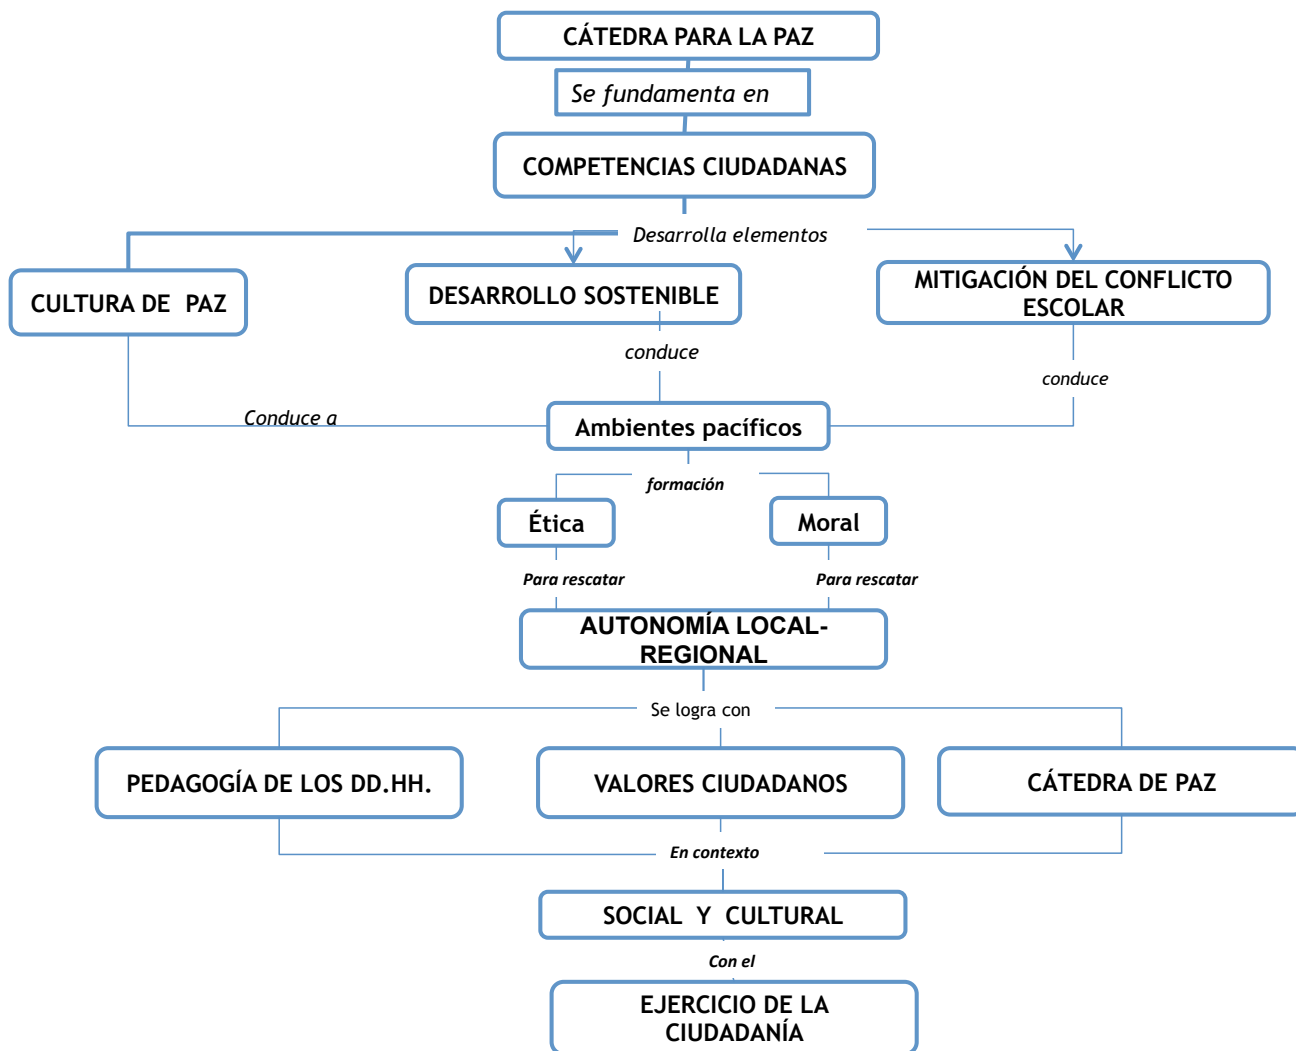 CÁTEDRA PARA LA PAZ
Se fundamenta en
COMPETENCIAS CIUDADANAS
Desarrolla elementos
CULTURA DE PAZ
DESARROLLO SOSTENIBLE
MITIGACIÓN DEL CONFLICTO
ESCOLAR
conduce
conduce
Conduce a
Ambientes pacíficos
formación
Ética
Moral
Para rescatar
Para rescatar
AUTONOMÍA LOCAL-
REGIONAL
Se logra con
PEDAGOGÍA DE LOS DD.HH.
VALORES CIUDADANOS
CÁTEDRA DE PAZ
En contexto
SOCIAL Y CULTURAL
Con el
EJERCICIO DE LA
CIUDADANÍA